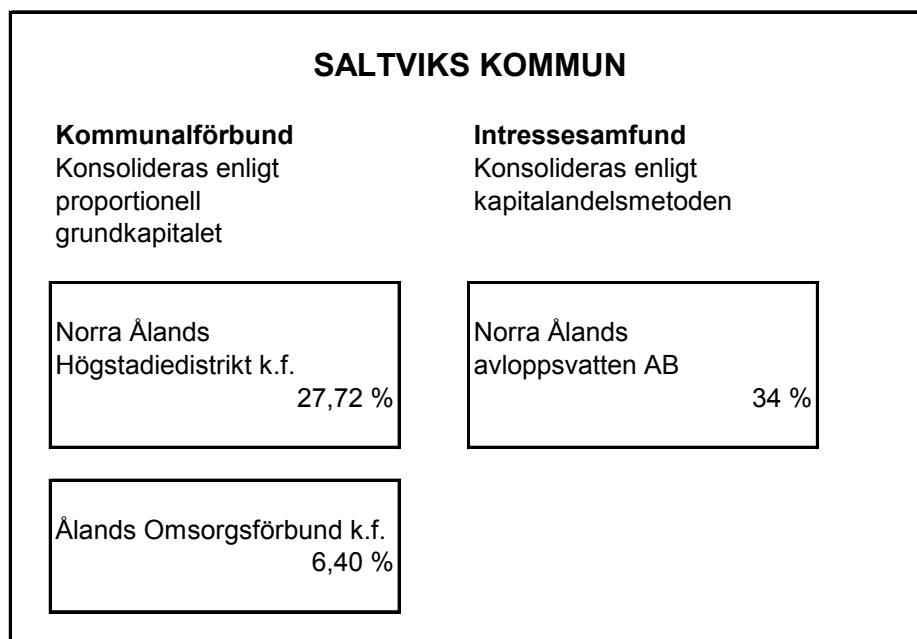 SALTVIKS KOMMUN
Kommunalförbund
Konsolideras enligt
proportionell
grundkapitalet
Intressesamfund
Konsolideras enligt
kapitalandelsmetoden
Norra Ålands
Högstadiedistrikt k.f.
27,72 %
Norra Ålands
avloppsvatten AB
34 %
Ålands Omsorgsförbund k.f.
6,40 %